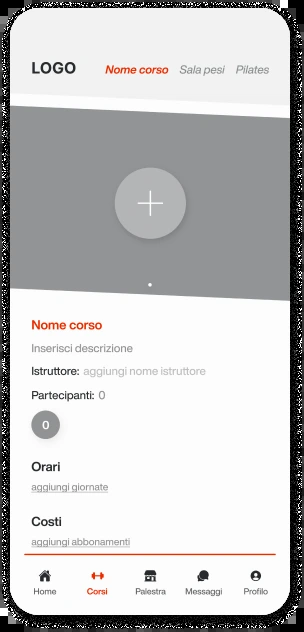 LOGO Nome corso Sala pesi Pilates
Nome corso
Inserisci descrizione
Istruttore: aggiungi nome istruttore
Partecipanti: 0
0
Orari
aggiungi giornate
Costi
aggiungi abbonamenti
Home Corsi Palestra Messaggi Profilo